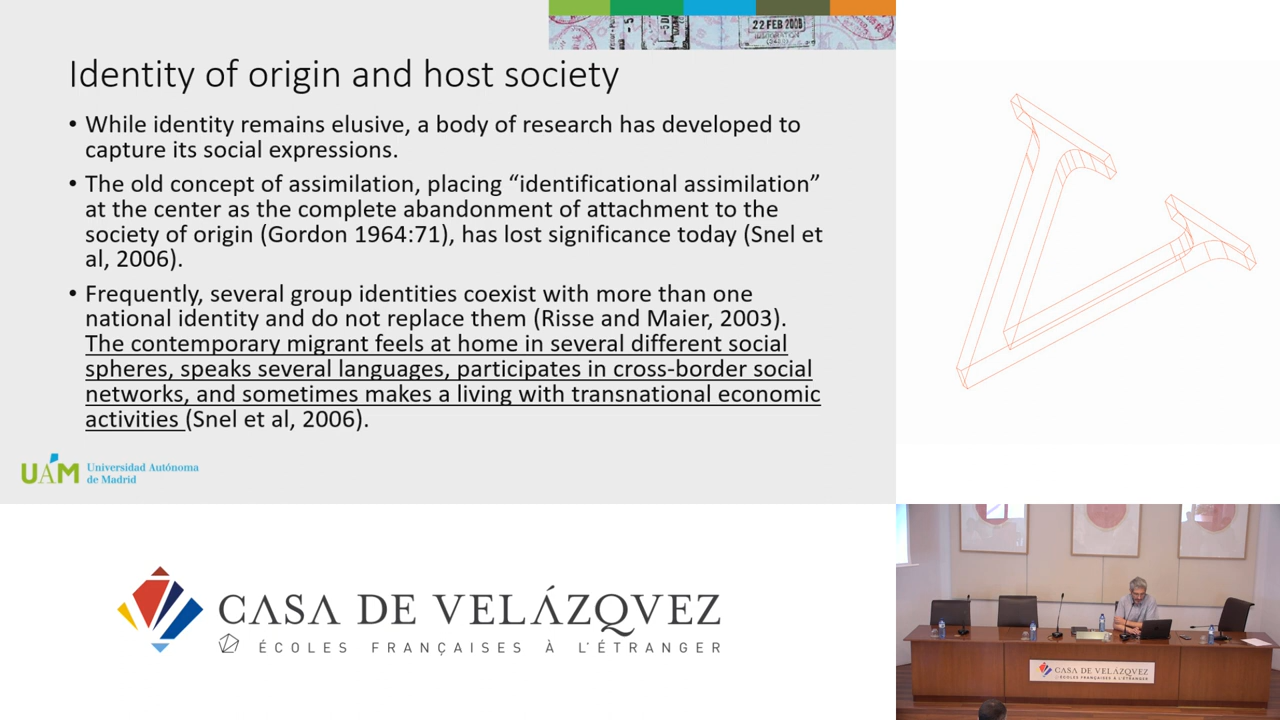 22 FEB 2008
Identity of origin and host society
• While identity remains elusive, a body of research has developed to
capture its social expressions.
• The old concept of assimilation, placing “identificational assimilation”
at the center as the complete abandonment of attachment to the
society of origin (Gordon 1964:71), has lost significance today (Snel et
al, 2006).
• Frequently, several group identities coexist with more than one
national identity and do not replace them (Risse and Maier, 2003).
The contemporary migrant feels at home in several different social
spheres, speaks several languages, participates in cross-border social
networks, and sometimes makes a living with transnational economic
activities (Snel et al, 2006).
UAM Universidad Autónoma
de Madrid
CASA DE VELÁZQVEZ
ÉCOLES FRANÇAISES À L'ÉTRANGER
CASA DE VELÁZQVEZ
ÉCOLES FRANÇAISES À L'ÉTRANGER